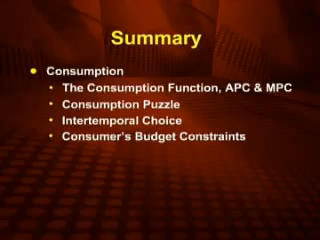 Summary
• Consumption
• The Consumption Function, APC & MPC
• Consumption Puzzle
• Intertemporal Choice
• Consumer's Budget Constraints